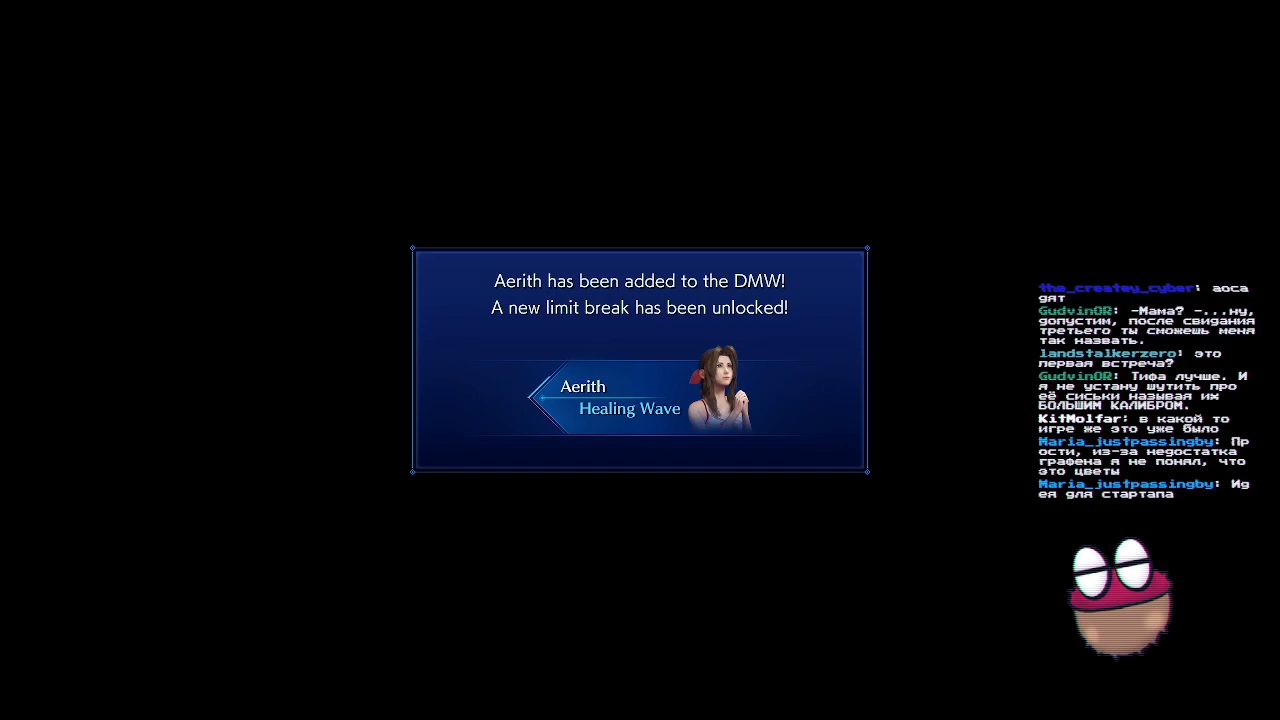 Aerith has been added to the DMW!
A new limit break has been unlocked!
Aerith
Healing Wave
the_createy_cyber: аоса
дят
GudvinOR: -Мама? -...ну,
допустим, после свидания
третьего ты сможешь меня
так назвать.
landstalkerzero: это
первая встреча?
GudvinOR: Тифа лучше. И
я не устану шутить про
её сиськи называя их
БОЛЬШИМ КАЛИБРОМ.
KitMolfar: в какой то
игре же это уже было
Maria_justpassingby: Пр
ости, из-за недостатка
графена я не понял, что
это цветы
Maria_justpassingby: Ид
ея для стартапа